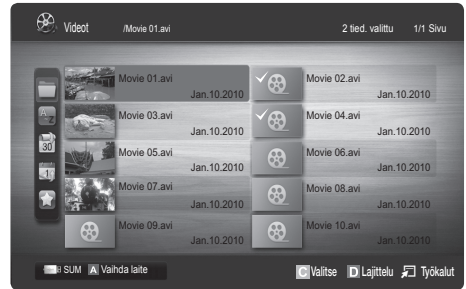 Videot /Movie 01.avi 2 tied. valittu 1/1 Sivu
Movie 01.avi Movie 02.avi
Jan.10.2010 Jan.10.2010
Movie 03.avi Movie 04.avi
Jan.10.2010 Jan.10.2010
Movie 05.avi Movie 06.avi
Jan.10.2010 Jan.10.2010
Movie 07.avi Movie 08.avi
Jan.10.2010 Jan.10.2010
Movie 09.avi Movie 10.avi
Jan.10.2010 Jan.10.2010
30
1
SUM A Vaihda laite C Valitse D Lajittelu Työkalut